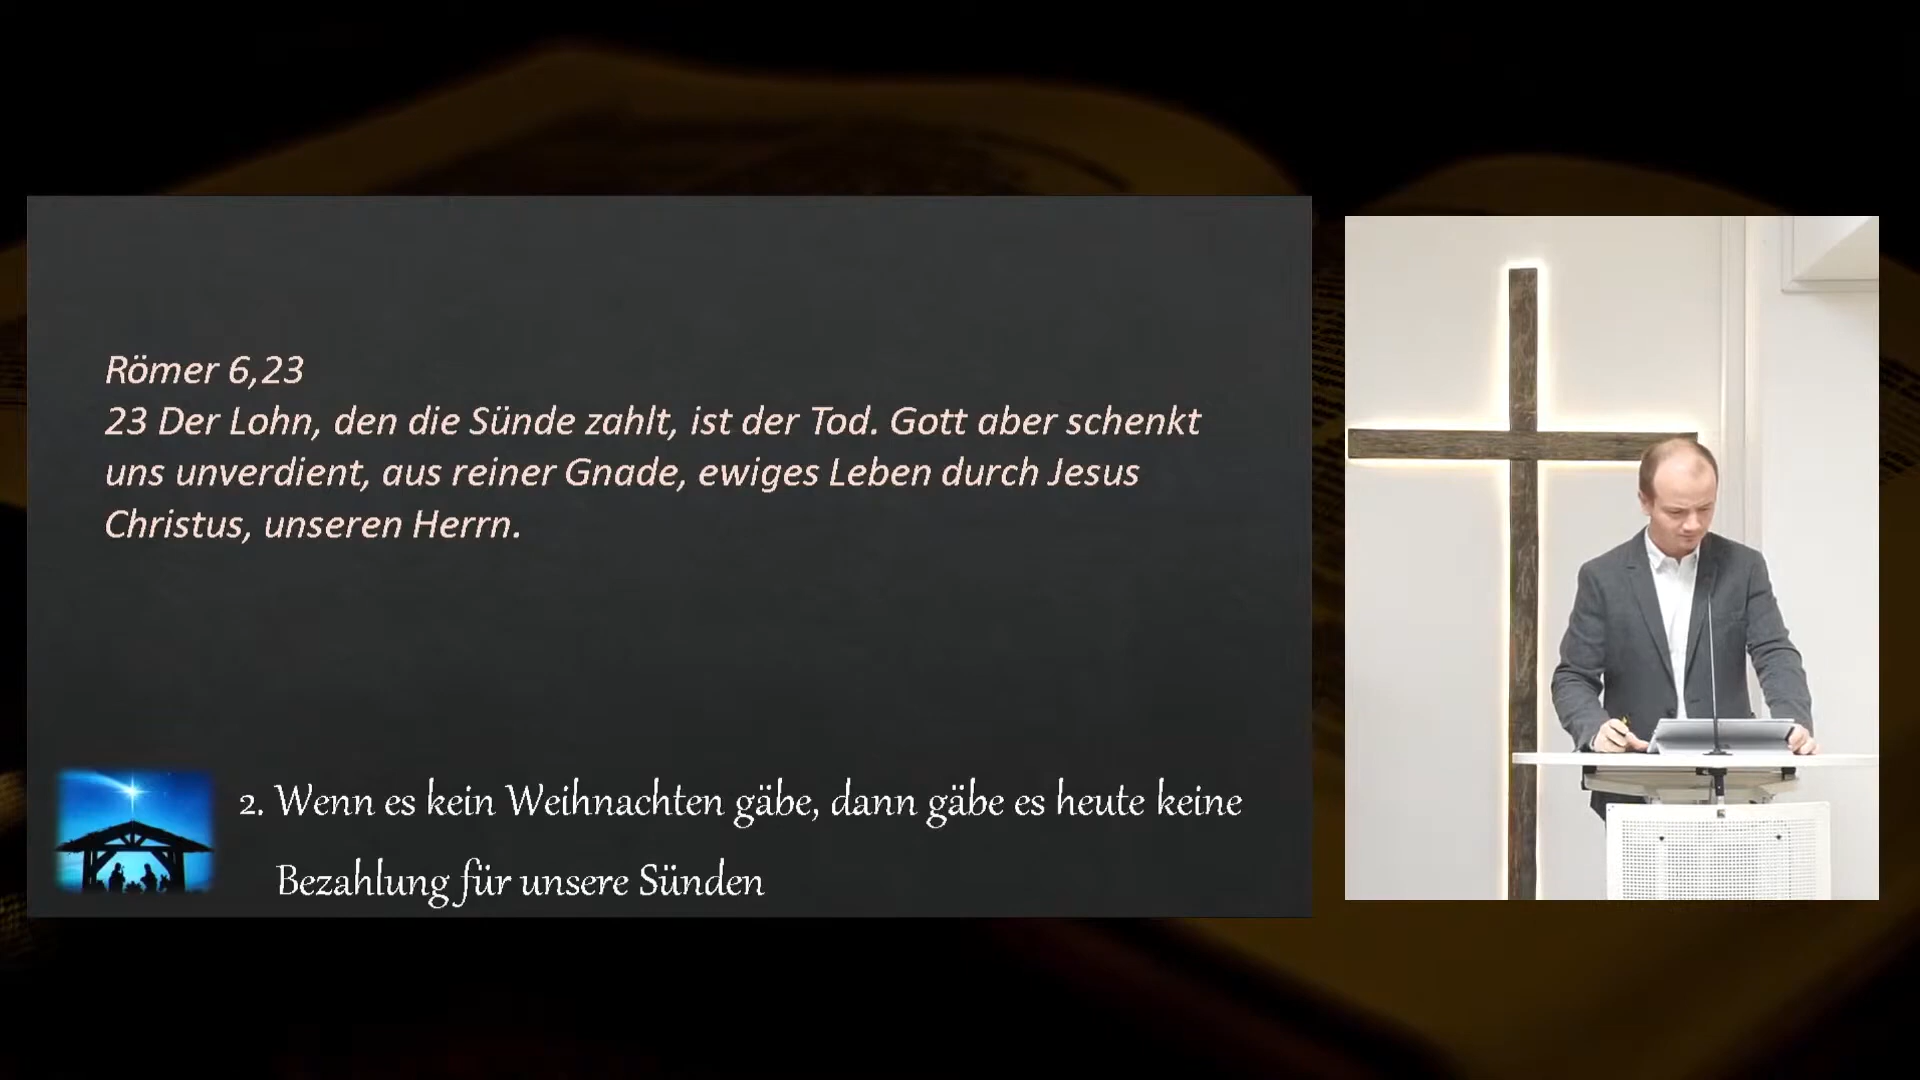 Römer 6,23
23 Der Lohn, den die Sünde zahlt, ist der Tod. Gott aber schenkt
uns unverdient, aus reiner Gnade, ewiges Leben durch Jesus
Christus, unseren Herrn.
2. Wenn es kein Weihnachten gäbe, dann gäbe es heute keine
Bezahlung für unsere Sünden